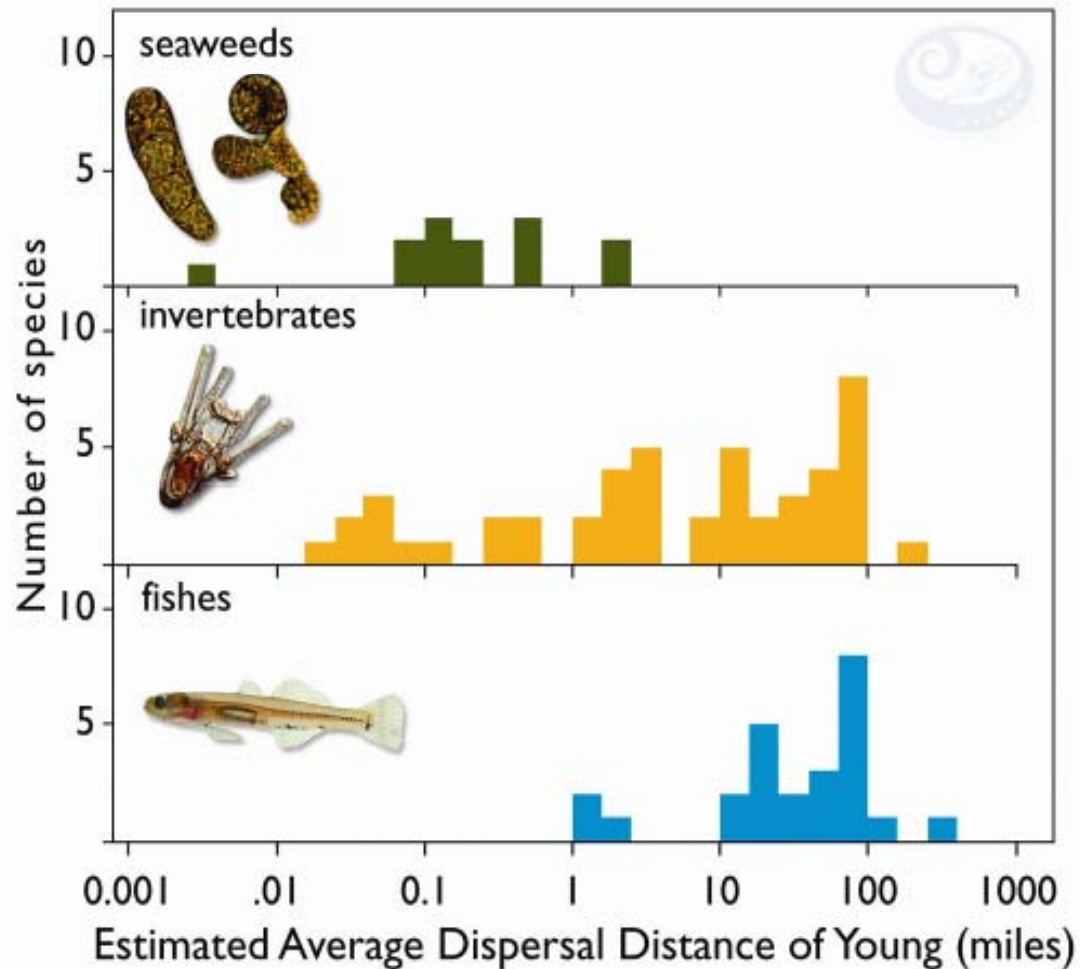 seaweeds
10
5
invertebrates
10
5
fishes
10
5
Number of species
0.001 .01 0.1 1 10 100 1000
Estimated Average Dispersal Distance of Young (miles)